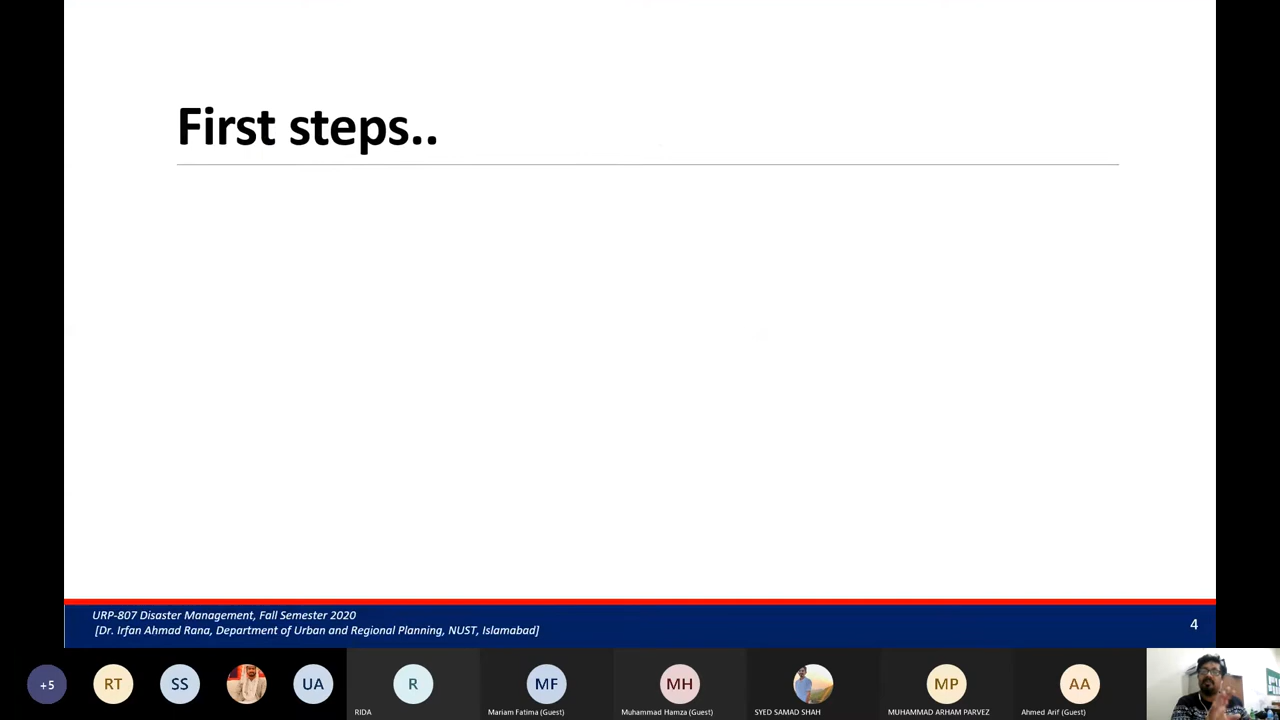 First steps..
URP-807 Disaster Management, Fall Semester 2020
[Dr. Irfan Ahmad Rana, Department of Urban and Regional Planning, NUST, Islamabad]
4
+5
RT
SS
UA
R
MF
MH
MP
AA
RIDA
Mariam Fatima (Guest)
Muhammad Hamza (Guest)
SYED SAMAD SHAH
MUHAMMAD ARHAM PARVEZ
Ahmed Arif (Guest)